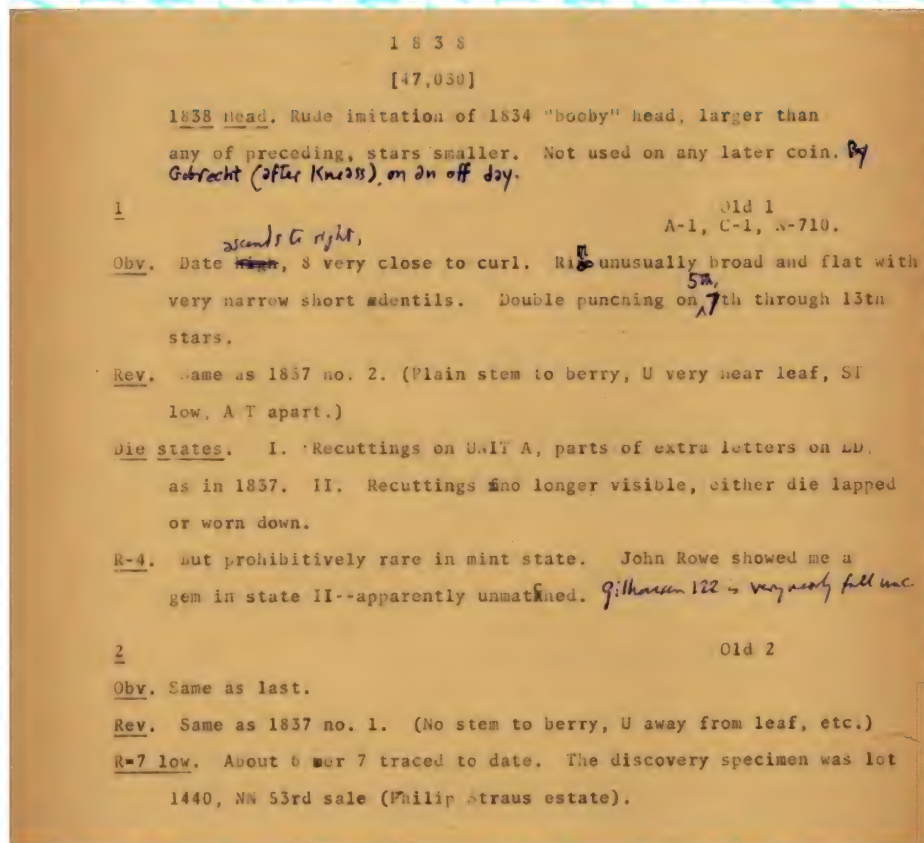 1 8 3 8
[47,030]
1838 Head. Rude imitation of 1834 "booby" head, larger than
any of preceding, stars smaller. Not used on any later coin. By
Gobrecht (after Kneass), on an off day.
1
Old 1
A-1, C-1, N-710.
ascends to right,
Obv. Date high, 8 very close to curl. Rim unusually broad and flat with
5th,
very narrow short dentils. Double punching on 7th through 13th
stars.
Rev. Same as 1837 no. 2. (Plain stem to berry, U very near leaf, ST
low, A T apart.)
Die states. I. Recuttings on UNIT A, parts of extra letters on ED,
as in 1837. II. Recuttings no longer visible, either die lapped
or worn down.
R-4. but prohibitively rare in mint state. John Rowe showed me a
gem in state II--apparently unmatched. Gilhousen 122 is very nearly full unc.
2 Old 2
Obv. Same as last.
Rev. Same as 1837 no. 1. (No stem to berry, U away from leaf, etc.)
R=7 low. About 6 or 7 traced to date. The discovery specimen was lot
1440, NN 53rd sale (Philip Straus estate).